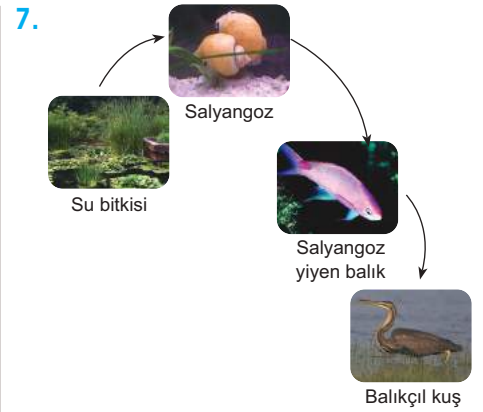 7.
Salyangoz
Su bitkisi
Salyangoz
yiyen balık
Balıkçıl kuş